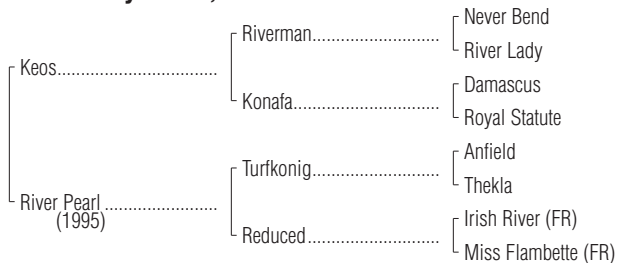 Never Bend
Riverman
River Lady
Keos
Damascus
Konafa
Royal Statute
Anfield
Turfkonig
Thekla
River Pearl
(1995)
Irish River (FR)
Reduced
Miss Flambette (FR)